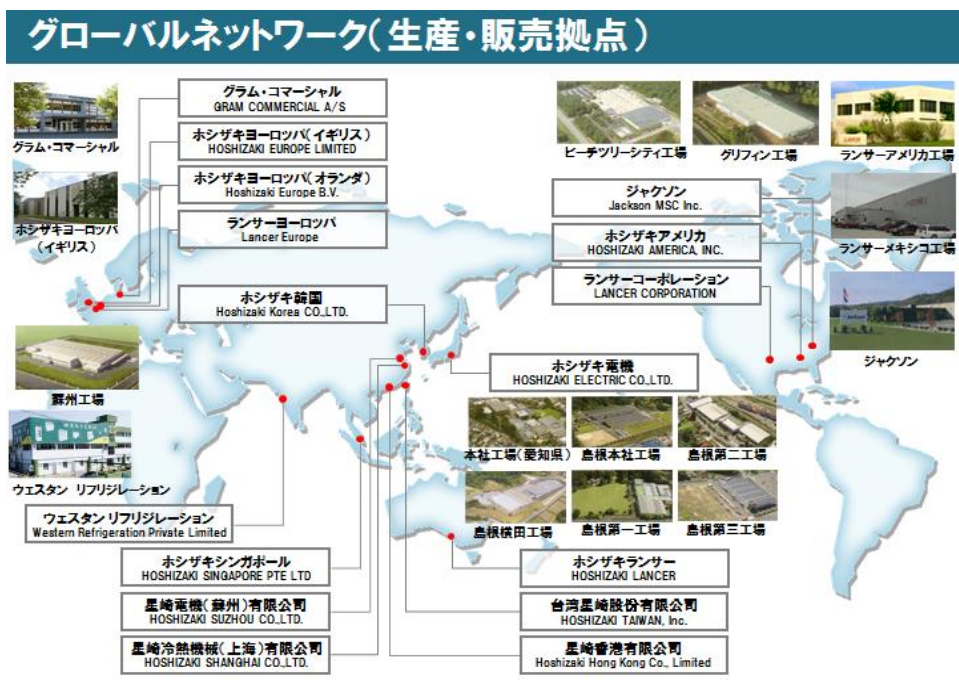 グローバルネットワーク(生産・販売拠点)
グラム・コマーシャル
GRAM COMMERCIAL A/S
ホシザキヨーロッパ(イギリス)
HOSHIZAKI EUROPE LIMITED
ホシザキヨーロッパ(オランダ)
Hoshizaki Europe B.V.
ランサーヨーロッパ
Lancer Europe
グラム・コマーシャル
ホシザキヨーロッパ
(イギリス)
ピーチツリーシティ工場
グリフィン工場
ランサーアメリカ工場
ジャクソン
Jackson MSC Inc.
ホシザキアメリカ
HOSHIZAKI AMERICA, INC.
ランサーコーポレーション
LANCER CORPORATION
ランサーメキシコ工場
ジャクソン
ホシザキ韓国
Hoshizaki Korea CO.,LTD.
ホシザキ電機
HOSHIZAKI ELECTRIC CO.,LTD.
蘇州工場
ウェスタン リフリジレーション
本社工場(愛知県)
島根本社工場
島根第二工場
島根横田工場
島根第一工場
島根第三工場
ウェスタン リフリジレーション
Western Refrigeration Private Limited
ホシザキシンガポール
HOSHIZAKI SINGAPORE PTE LTD
星崎電機(蘇州)有限公司
HOSHIZAKI SUZHOU CO.,LTD.
星崎冷熱機械(上海)有限公司
HOSHIZAKI SHANGHAI CO.,LTD.
ホシザキランサー
HOSHIZAKI LANCER
台湾星崎股份有限公司
HOSHIZAKI TAIWAN, Inc.
星崎香港有限公司
Hoshizaki Hong Kong Co., Limited